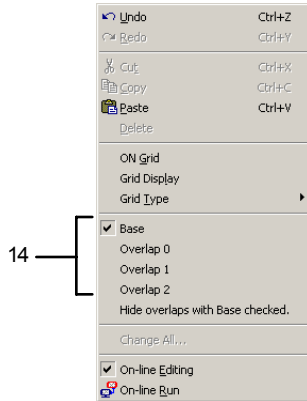 Undo Ctrl+Z
Redo Ctrl+Y
Cut Ctrl+X
Copy Ctrl+C
Paste Ctrl+V
Delete
ON Grid
Grid Display
Grid Type
14
Base
Overlap 0
Overlap 1
Overlap 2
Hide overlaps with Base checked.
Change All...
On-line Editing
On-line Run